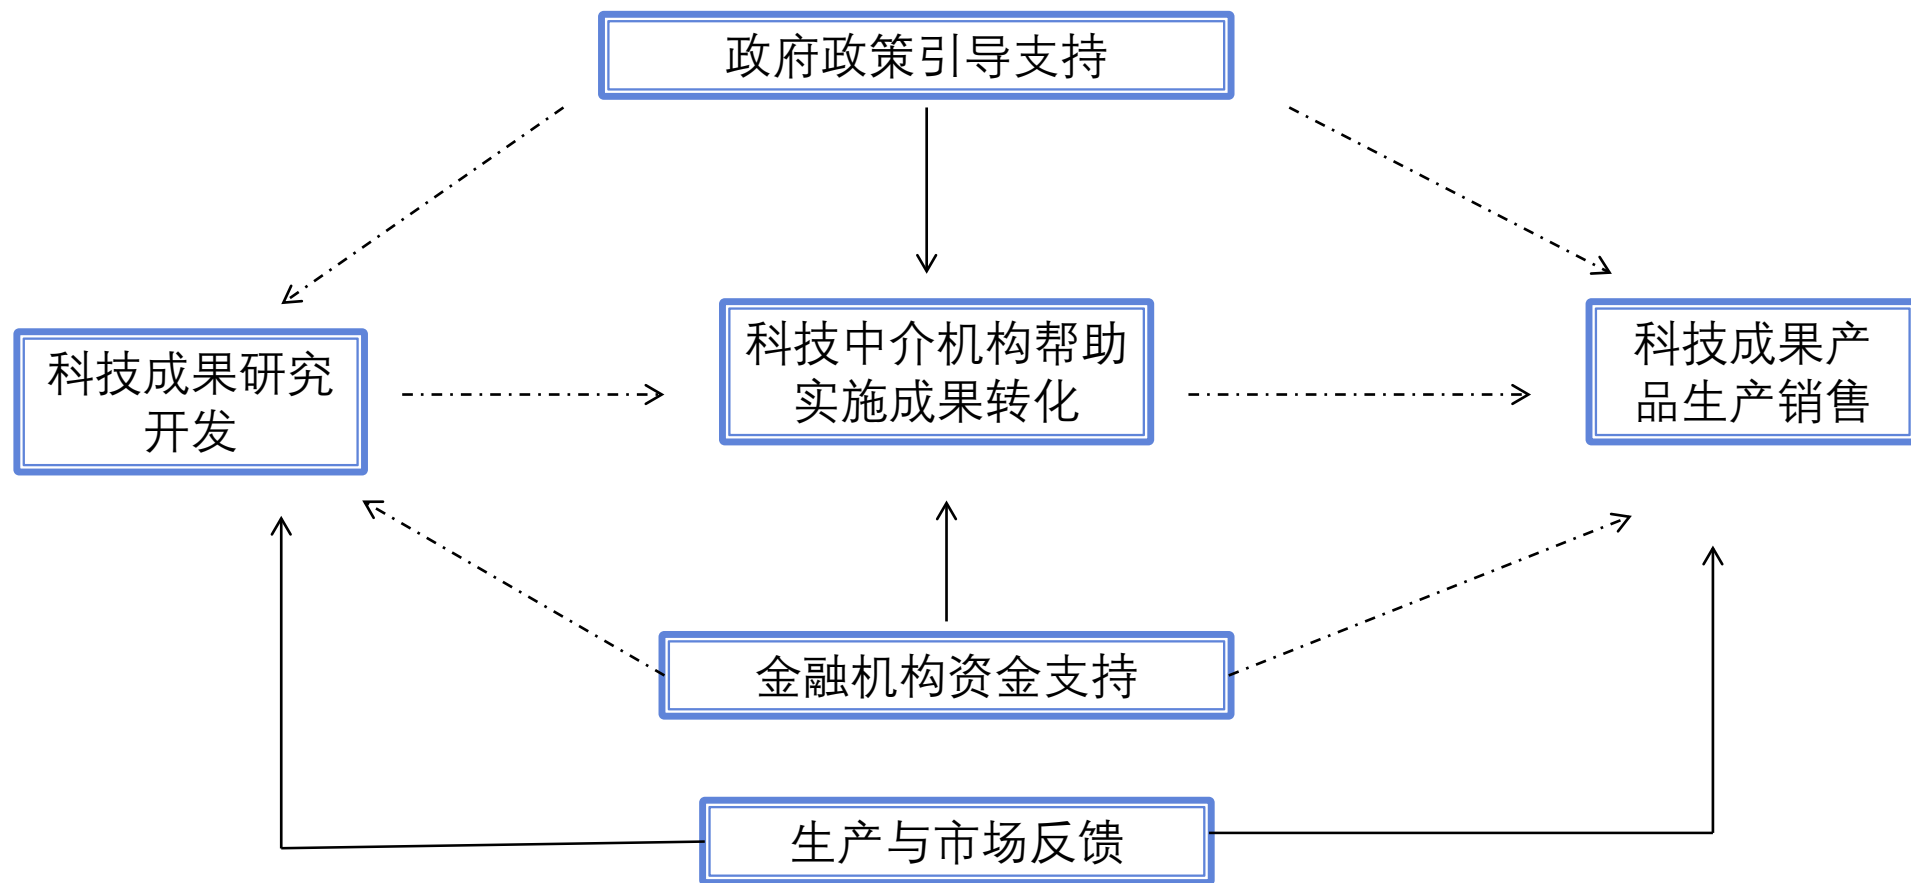 政府政策引导支持
科技成果研究
开发
科技中介机构帮助
实施成果转化
科技成果产
品生产销售
金融机构资金支持
生产与市场反馈